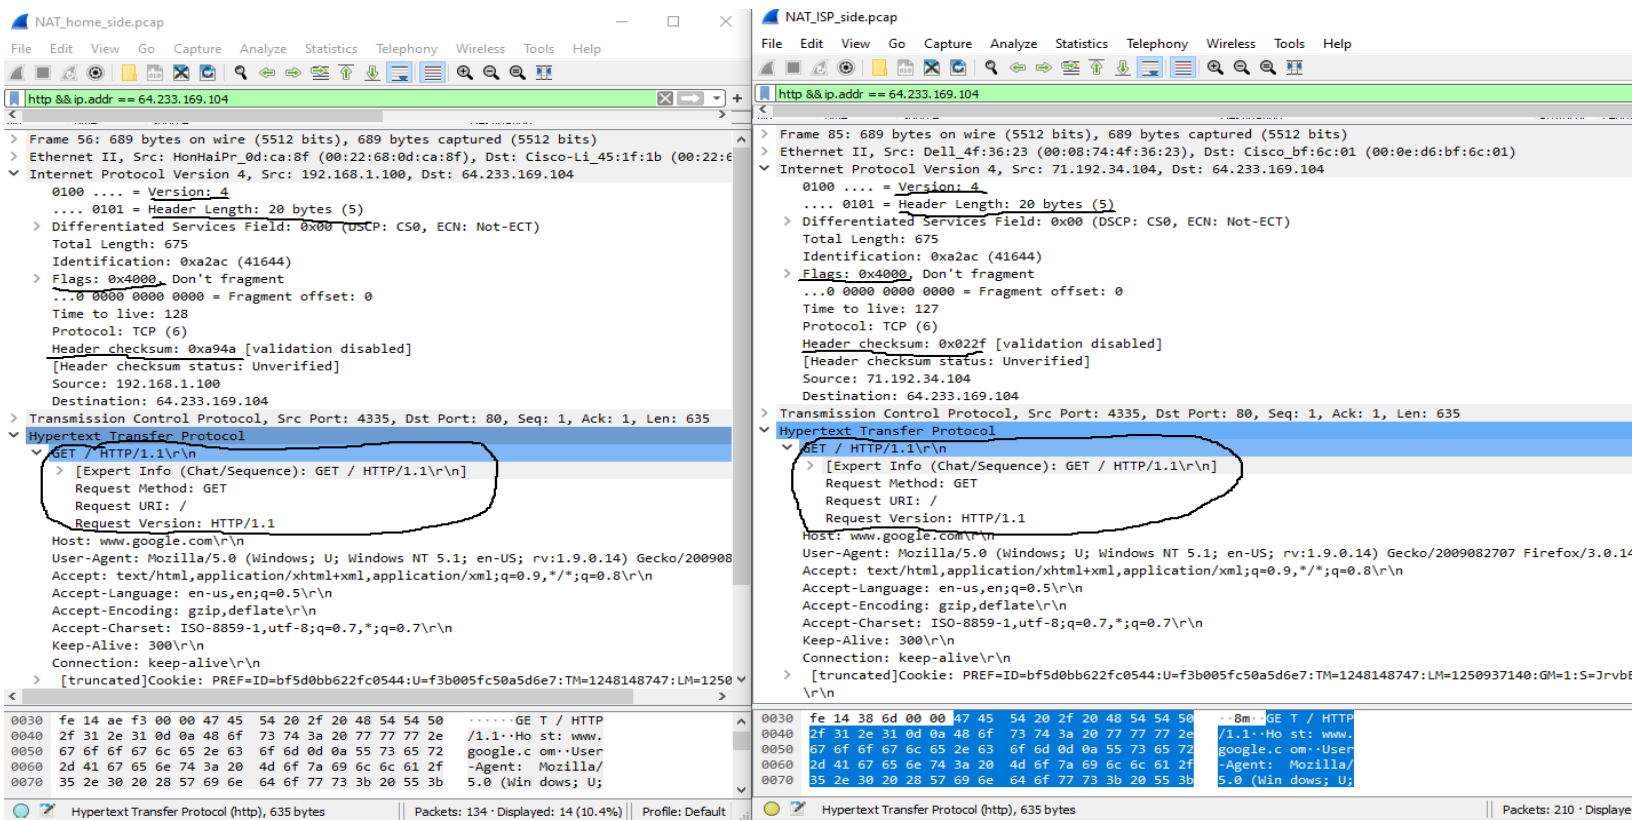 NAT_home_side.pcap
File Edit View Go Capture Analyze Statistics Telephony Wireless Tools Help
http && ip.addr == 64.233.169.104
Frame 56: 689 bytes on wire (5512 bits), 689 bytes captured (5512 bits)
Ethernet II, Src: HonHaiPr_0d:ca:8f (00:22:68:0d:ca:8f), Dst: Cisco-Li_45:1f:1b (00:22:6
Internet Protocol Version 4, Src: 192.168.1.100, Dst: 64.233.169.104
0100 .... = Version: 4
.... 0101 = Header Length: 20 bytes (5)
Differentiated Services Field: 0x00 (DSCP: CS0, ECN: Not-ECT)
Total Length: 675
Identification: 0xa2ac (41644)
Flags: 0x4000, Don't fragment
...0 0000 0000 0000 = Fragment offset: 0
Time to live: 128
Protocol: TCP (6)
Header checksum: 0xa94a [validation disabled]
[Header checksum status: Unverified]
Source: 192.168.1.100
Destination: 64.233.169.104
Transmission Control Protocol, Src Port: 4335, Dst Port: 80, Seq: 1, Ack: 1, Len: 635
Hypertext Transfer Protocol
GET / HTTP/1.1\r\n
[Expert Info (Chat/Sequence): GET / HTTP/1.1\r\n]
Request Method: GET
Request URI: /
Request Version: HTTP/1.1
Host: www.google.com\r\n
User-Agent: Mozilla/5.0 (Windows; U; Windows NT 5.1; en-US; rv:1.9.0.14) Gecko/200908
Accept: text/html,application/xhtml+xml,application/xml;q=0.9,*/*;q=0.8\r\n
Accept-Language: en-us,en;q=0.5\r\n
Accept-Encoding: gzip,deflate\r\n
Accept-Charset: ISO-8859-1,utf-8;q=0.7,*;q=0.7\r\n
Keep-Alive: 300\r\n
Connection: keep-alive\r\n
[truncated]Cookie: PREF=ID=bf5d0bb622fc0544:U=f3b005fc50a5d6e7:TM=1248148747:LM=1250
0030 fe 14 ae f3 00 00 47 45 54 20 2f 20 48 54 54 50 ······GE T / HTTP
0040 2f 31 2e 31 0d 0a 48 6f 73 74 3a 20 77 77 77 2e /1.1··Ho st: www.
0050 67 6f 6f 67 6c 65 2e 63 6f 6d 0d 0a 55 73 65 72 google.c om··User
0060 2d 41 67 65 6e 74 3a 20 4d 6f 7a 69 6c 6c 61 2f -Agent: Mozilla/
0070 35 2e 30 20 28 57 69 6e 64 6f 77 73 3b 20 55 3b 5.0 (Win dows; U;
Hypertext Transfer Protocol (http), 635 bytes Packets: 134 · Displayed: 14 (10.4%) Profile: Default
NAT_ISP_side.pcap
File Edit View Go Capture Analyze Statistics Telephony Wireless Tools Help
http && ip.addr == 64.233.169.104
Frame 85: 689 bytes on wire (5512 bits), 689 bytes captured (5512 bits)
Ethernet II, Src: Dell_4f:36:23 (00:08:74:4f:36:23), Dst: Cisco_bf:6c:01 (00:0e:d6:bf:6c:01)
Internet Protocol Version 4, Src: 71.192.34.104, Dst: 64.233.169.104
0100 .... = Version: 4
.... 0101 = Header Length: 20 bytes (5)
Differentiated Services Field: 0x00 (DSCP: CS0, ECN: Not-ECT)
Total Length: 675
Identification: 0xa2ac (41644)
Flags: 0x4000, Don't fragment
...0 0000 0000 0000 = Fragment offset: 0
Time to live: 127
Protocol: TCP (6)
Header checksum: 0x022f [validation disabled]
[Header checksum status: Unverified]
Source: 71.192.34.104
Destination: 64.233.169.104
Transmission Control Protocol, Src Port: 4335, Dst Port: 80, Seq: 1, Ack: 1, Len: 635
Hypertext Transfer Protocol
GET / HTTP/1.1\r\n
[Expert Info (Chat/Sequence): GET / HTTP/1.1\r\n]
Request Method: GET
Request URI: /
Request Version: HTTP/1.1
Host: www.google.com\r\n
User-Agent: Mozilla/5.0 (Windows; U; Windows NT 5.1; en-US; rv:1.9.0.14) Gecko/2009082707 Firefox/3.0.14
Accept: text/html,application/xhtml+xml,application/xml;q=0.9,*/*;q=0.8\r\n
Accept-Language: en-us,en;q=0.5\r\n
Accept-Encoding: gzip,deflate\r\n
Accept-Charset: ISO-8859-1,utf-8;q=0.7,*;q=0.7\r\n
Keep-Alive: 300\r\n
Connection: keep-alive\r\n
[truncated]Cookie: PREF=ID=bf5d0bb622fc0544:U=f3b005fc50a5d6e7:TM=1248148747:LM=1250937140:GM=1:S=JrvbE
\r\n
0030 fe 14 38 6d 00 00 47 45 54 20 2f 20 48 54 54 50 ··8m··GE T / HTTP
0040 2f 31 2e 31 0d 0a 48 6f 73 74 3a 20 77 77 77 2e /1.1··Ho st: www.
0050 67 6f 6f 67 6c 65 2e 63 6f 6d 0d 0a 55 73 65 72 google.c om··User
0060 2d 41 67 65 6e 74 3a 20 4d 6f 7a 69 6c 6c 61 2f -Agent: Mozilla/
0070 35 2e 30 20 28 57 69 6e 64 6f 77 73 3b 20 55 3b 5.0 (Win dows; U;
Hypertext Transfer Protocol (http), 635 bytes Packets: 210 · Displaye